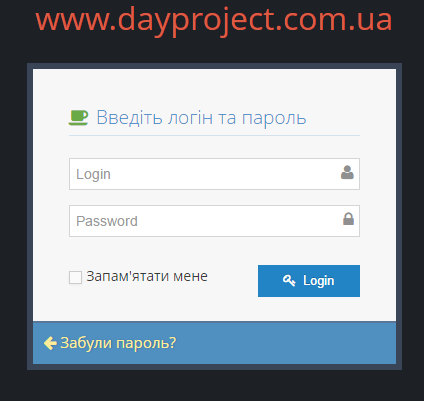 www.dayproject.com.ua
Введіть логін та пароль
Login
Password
Запам'ятати мене
Login
Забули пароль?